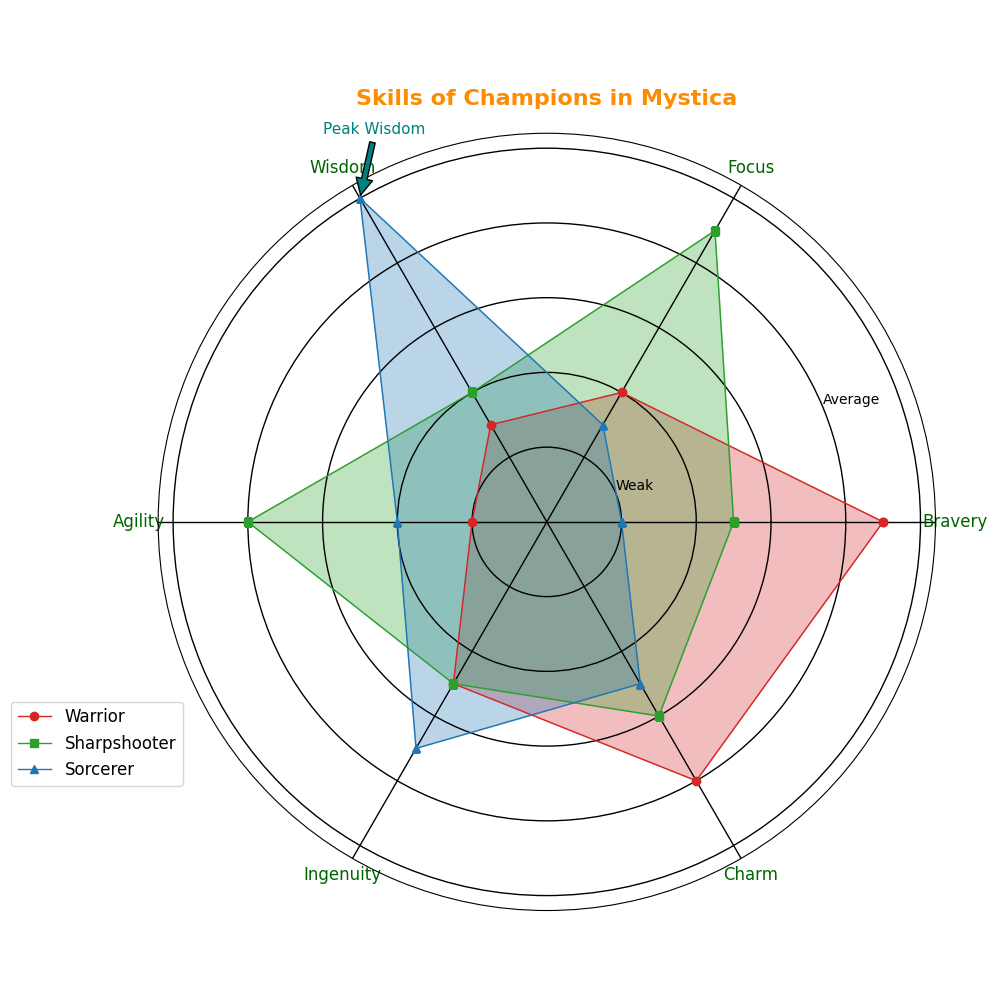 Skills of Champions in Mystica
Peak Wisdom
Wisdom
Focus
Average
Weak
Agility
Bravery
Warrior
Sharpshooter
Sorcerer
Ingenuity
Charm